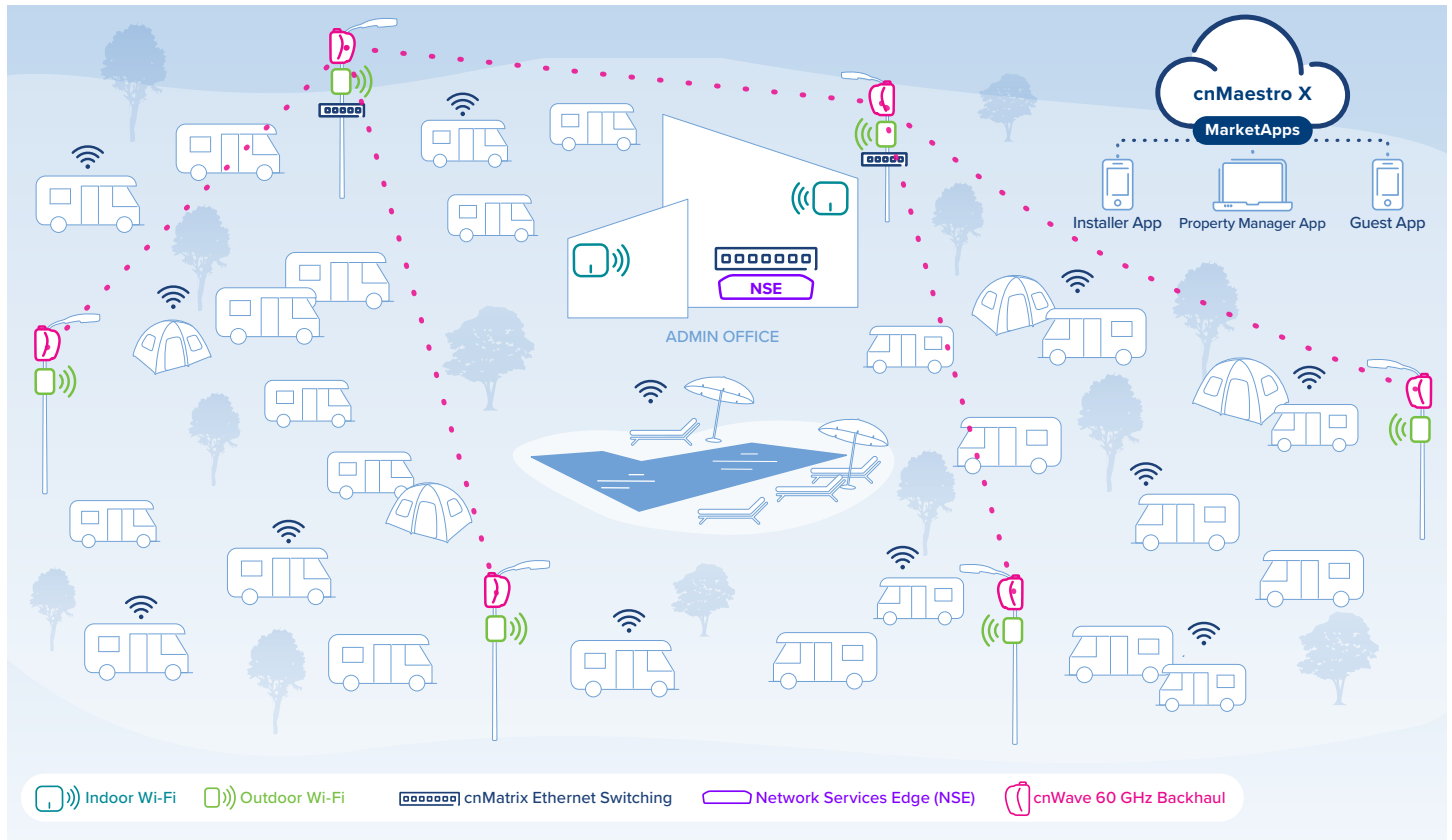 cnMaestro X
MarketApps
Installer App
Property Manager App
Guest App
NSE
ADMIN OFFICE
Indoor Wi-Fi
Outdoor Wi-Fi
cnMatrix Ethernet Switching
Network Services Edge (NSE)
cnWave 60 GHz Backhaul